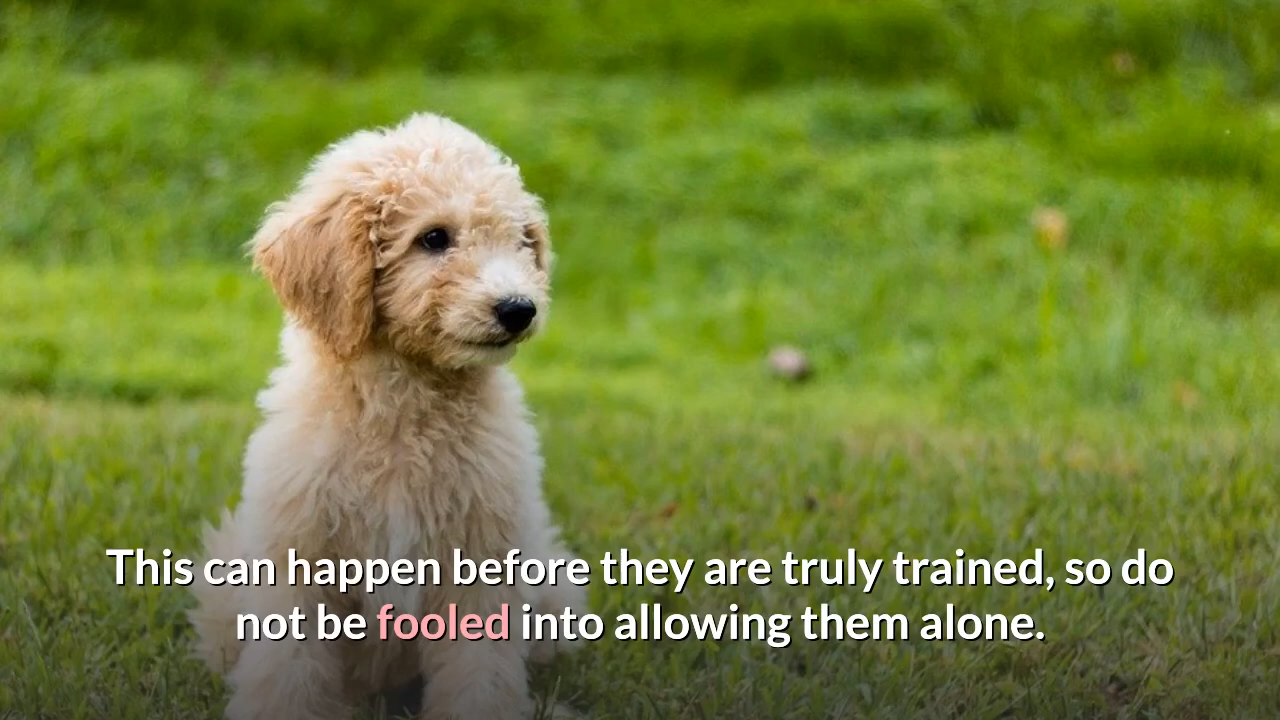 This can happen before they are truly trained, so do
not be fooled into allowing them alone.